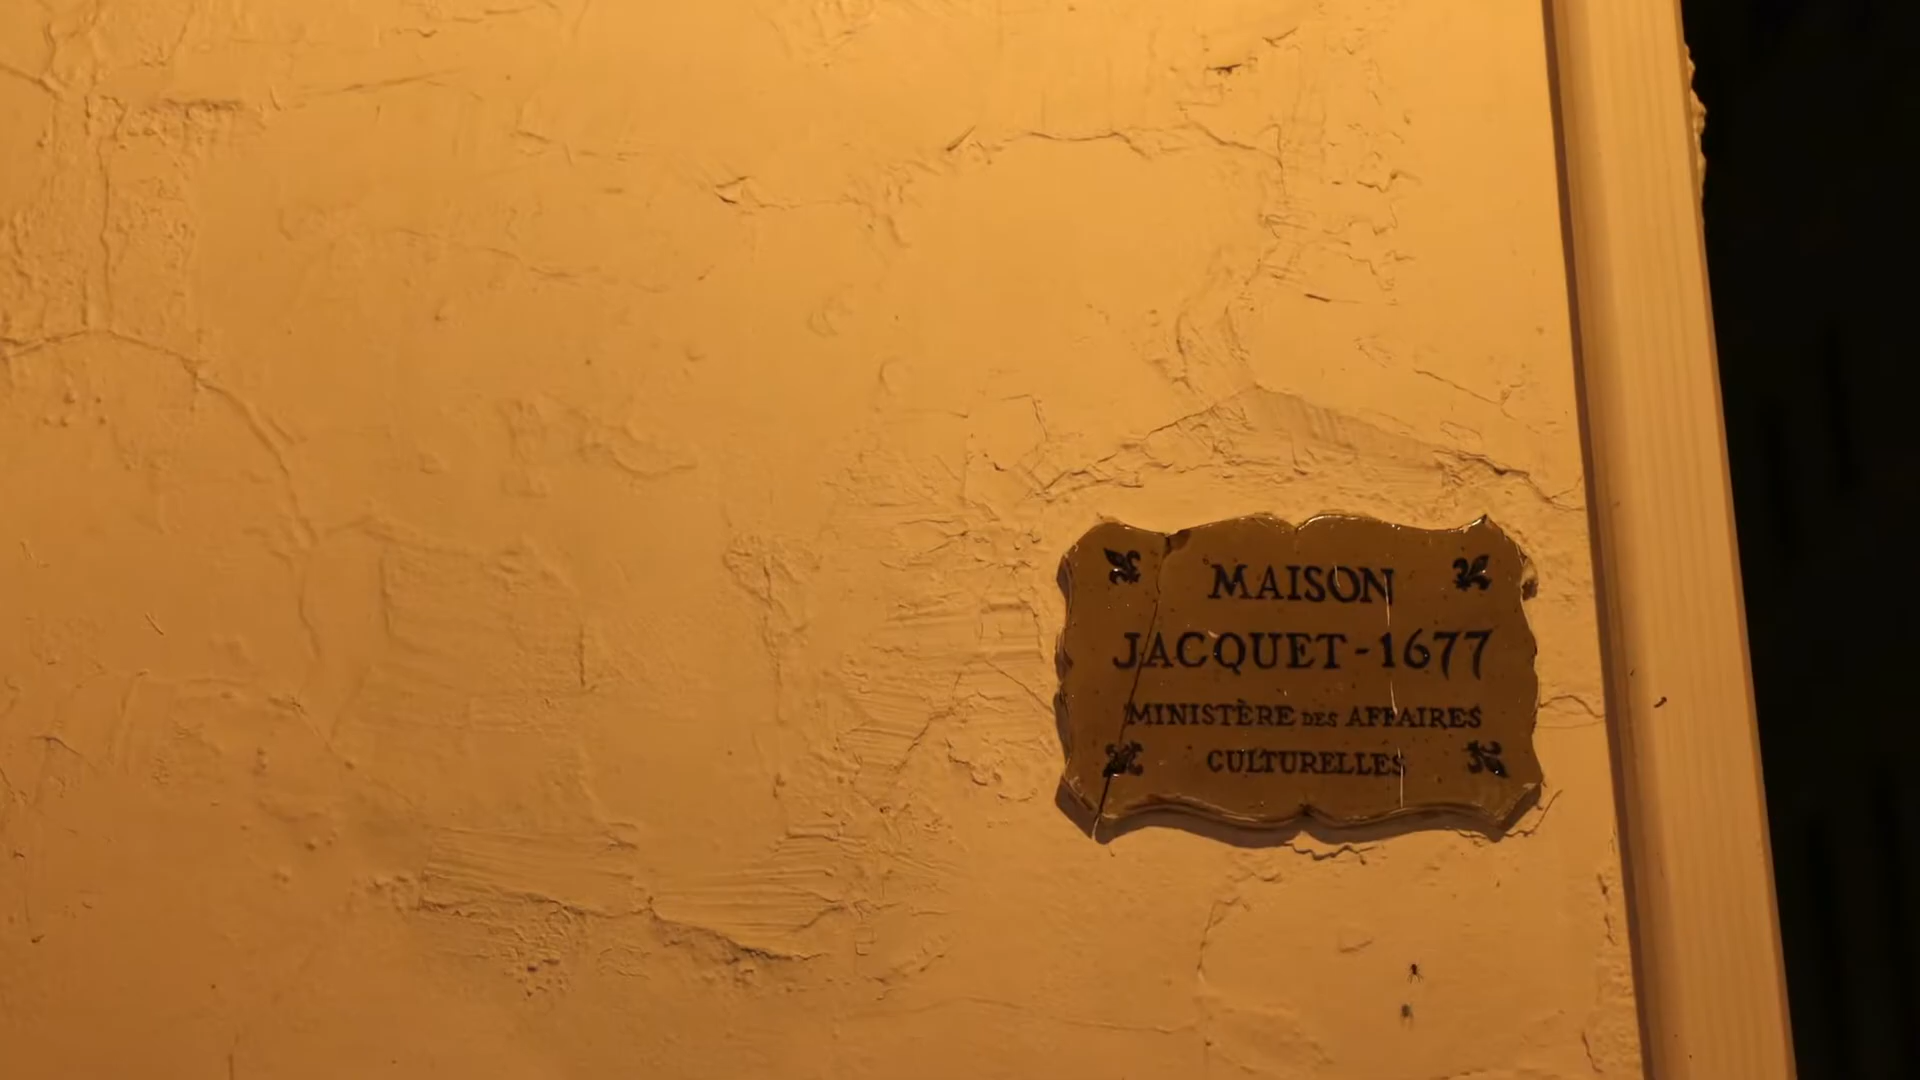 MAISON
JACQUET-1677
MINISTÈRE DES AFFAIRES
CULTURELLES